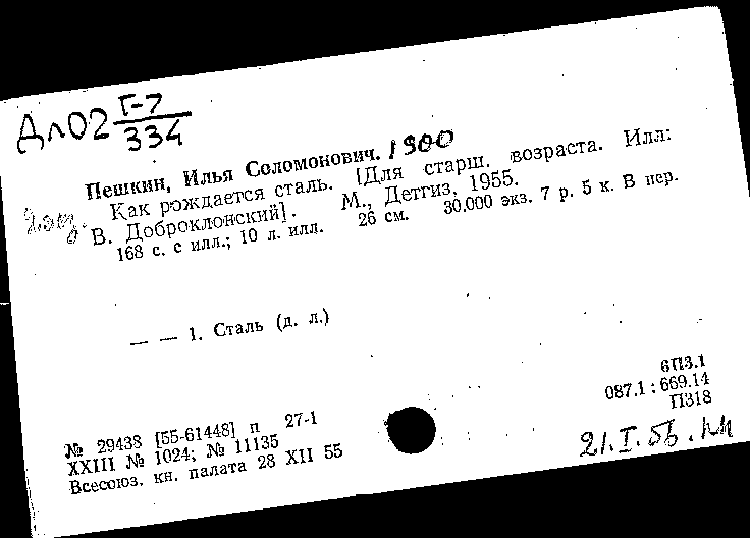 Дл02 Г-7/334
Пешкин, Илья Соломонович. 1900
Как рождается сталь. [Для старш. возраста. Илл:
В. Доброклонский]. М., Детгиз, 1955.
168 с. с илл.; 10 л. илл. 26 см. 30.000 экз. 7 р. 5 к. В пер.
— — 1. Сталь (д. л.)
6П3.1
№ 29438 [55-61448] п 27-1 087.1:669.14
XXIII № 1024; № 11135 П318
Всесоюз. кн. палата 28 XII 55 21.I.56.